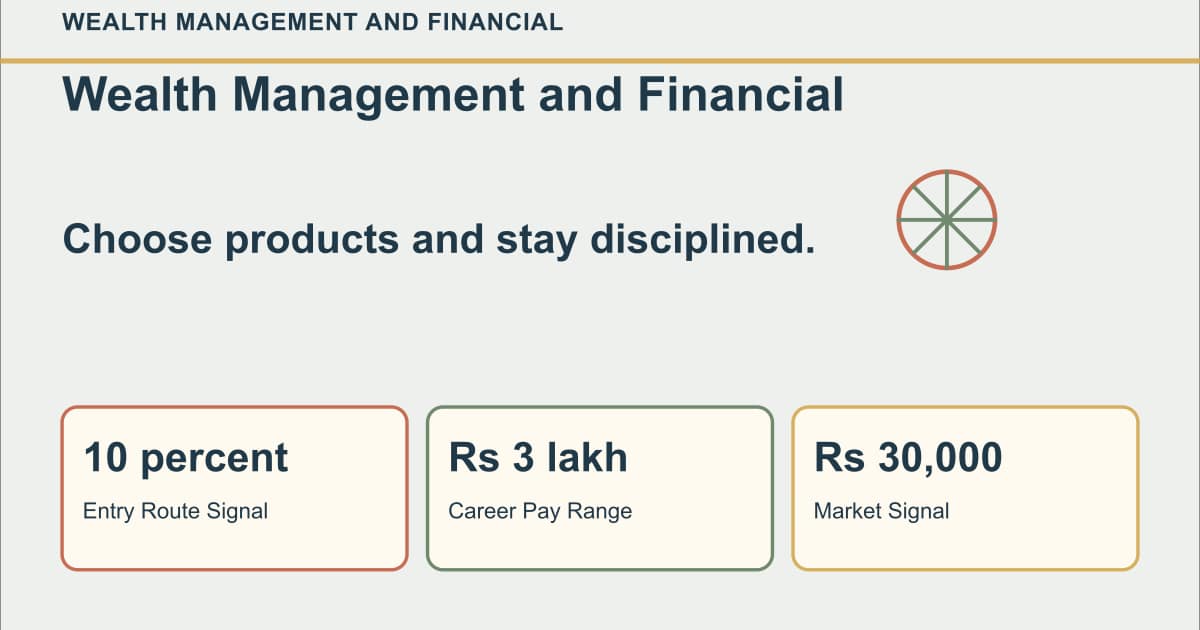 WEALTH MANAGEMENT AND FINANCIAL
Wealth Management and Financial
Choose products and stay disciplined.
10 percent
Entry Route Signal
Rs 3 lakh
Career Pay Range
Rs 30,000
Market Signal